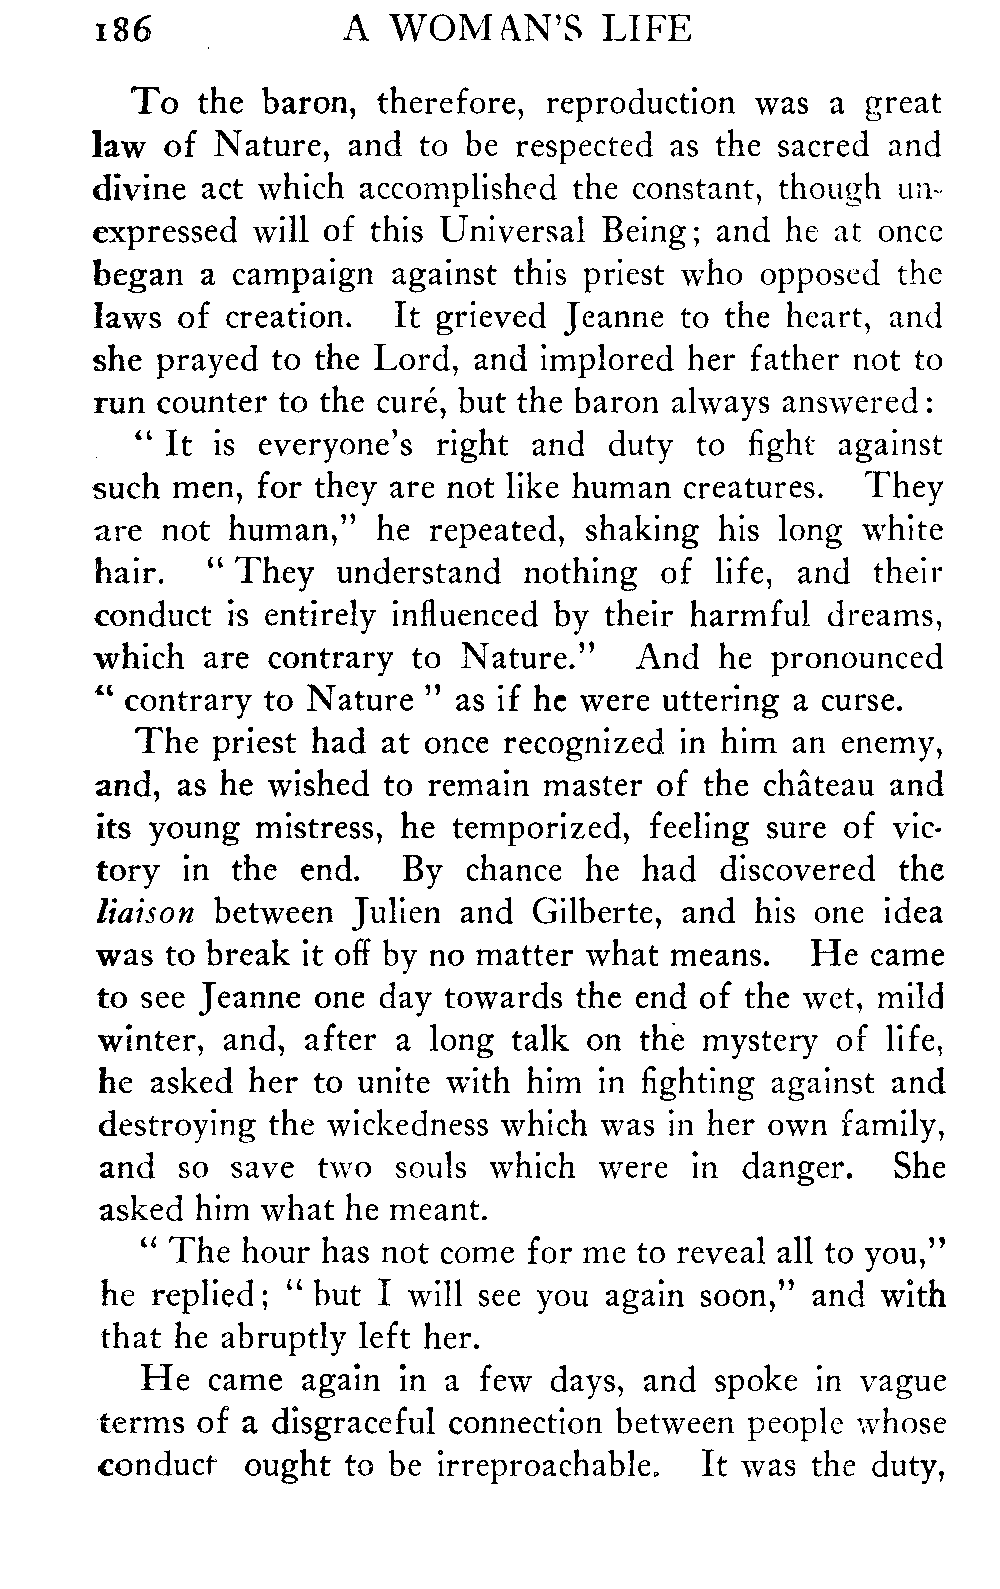 186 A WOMAN'S LIFE
To the baron, therefore, reproduction was a great
law of Nature, and to be respected as the sacred and
divine act which accomplished the constant, though un-
expressed will of this Universal Being; and he at once
began a campaign against this priest who opposed the
laws of creation. It grieved Jeanne to the heart, and
she prayed to the Lord, and implored her father not to
run counter to the curé, but the baron always answered:
“ It is everyone's right and duty to fight against
such men, for they are not like human creatures. They
are not human,” he repeated, shaking his long white
hair. “ They understand nothing of life, and their
conduct is entirely influenced by their harmful dreams,
which are contrary to Nature.” And he pronounced
“ contrary to Nature ” as if he were uttering a curse.
The priest had at once recognized in him an enemy,
and, as he wished to remain master of the château and
its young mistress, he temporized, feeling sure of vic-
tory in the end. By chance he had discovered the
liaison between Julien and Gilberte, and his one idea
was to break it off by no matter what means. He came
to see Jeanne one day towards the end of the wet, mild
winter, and, after a long talk on the mystery of life,
he asked her to unite with him in fighting against and
destroying the wickedness which was in her own family,
and so save two souls which were in danger. She
asked him what he meant.
“ The hour has not come for me to reveal all to you,”
he replied; “ but I will see you again soon,” and with
that he abruptly left her.
He came again in a few days, and spoke in vague
terms of a disgraceful connection between people whose
conduct ought to be irreproachable. It was the duty,